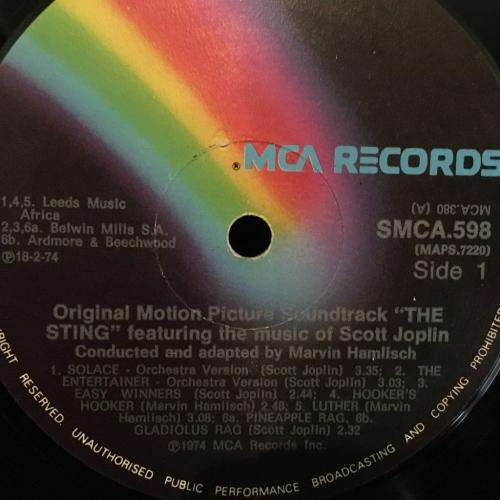 ® MCA RECORDS
1,4,5. Leeds Music
Africa
2,3,6a. Belwin Mills S.A.
6b. Ardmore & Beechwood
℗18-2-74
MCA.380 (A)
SMCA.598
(MAPS.7220)
Side 1
Original Motion Picture Soundtrack "THE
STING" featuring the music of Scott Joplin
Conducted and adapted by Marvin Hamlisch
1. SOLACE - Orchestra Version (Scott Joplin) 3.35; 2. THE
ENTERTAINER - Orchestra Version (Scott Joplin) 3.03; 3.
EASY WINNERS (Scott Joplin) 2.44; 4. HOOKER'S
HOOKER (Marvin Hamlisch) 2.48; 5. LUTHER (Marvin
Hamlisch) 3.08; 6a. PINEAPPLE RAG, 6b.
GLADIOLUS RAG (Scott Joplin) 2.32
℗1974 MCA Records Inc.
RIGHT RESERVED. UNAUTHORISED PUBLIC PERFORMANCE BROADCASTING AND COPYING PROHIBITE